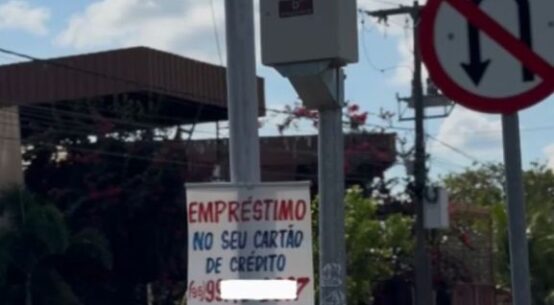 EMPRÉSTIMO
NO SEU CARTÃO
DE CRÉDITO